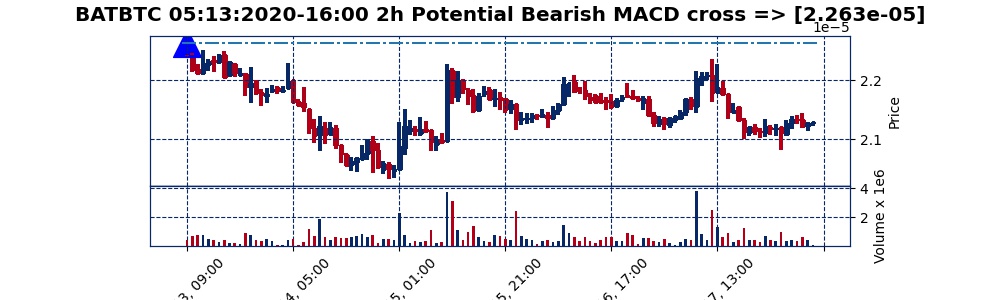 BATBTC 05:13:2020-16:00 2h Potential Bearish MACD cross => [2.263e-05]
1e−5
2.2
2.1
Price
4
2
Volume x 1e6
3, 09:00
4, 05:00
5, 01:00
5, 21:00
6, 17:00
7, 13:00